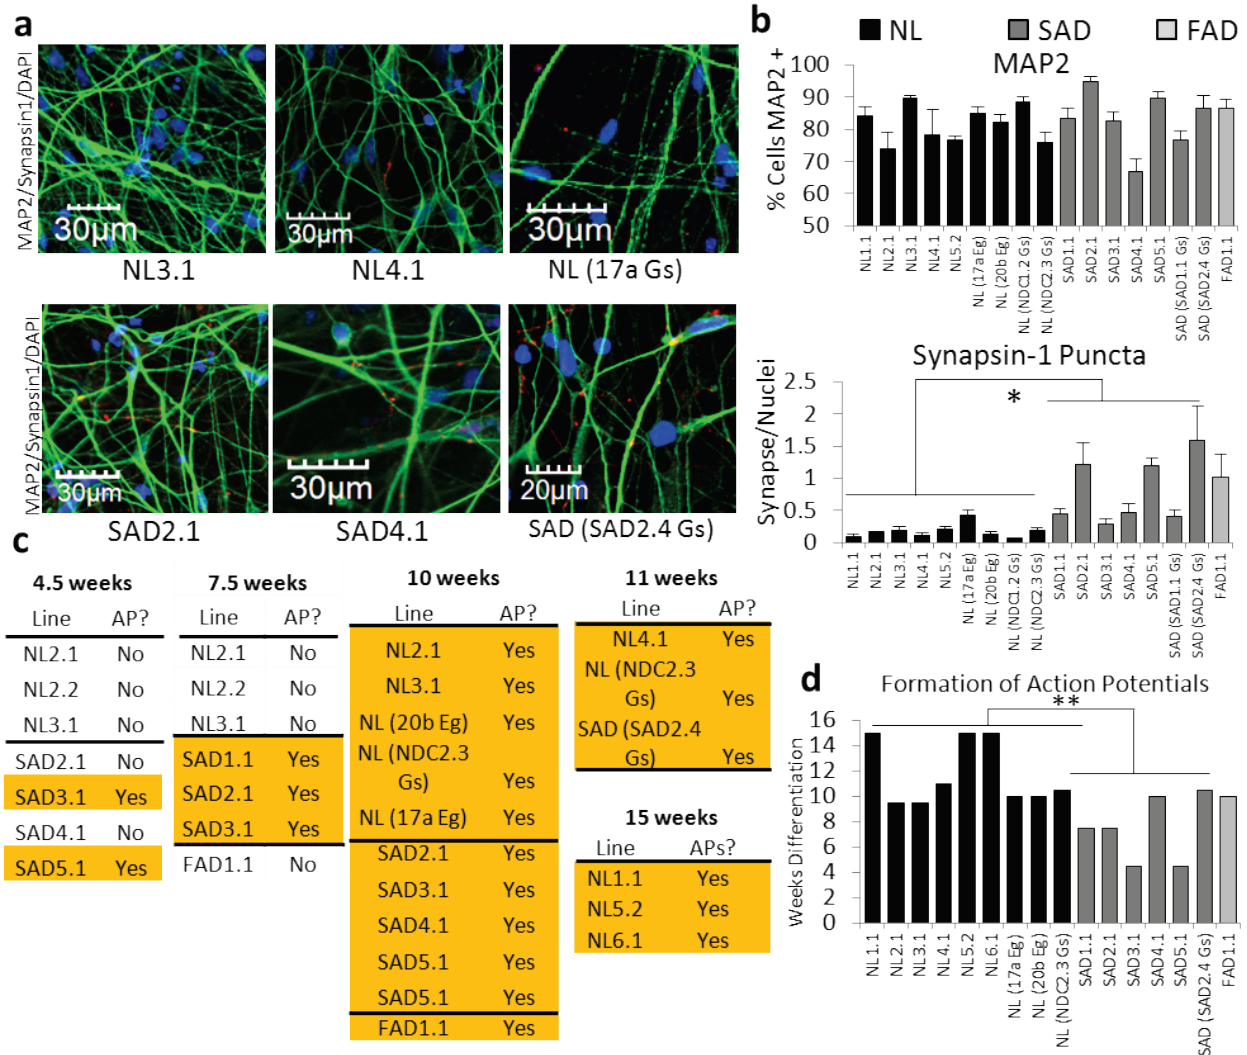 a
MAP2/Synapsin1/DAPI
30µm
30µm
30µm
NL3.1
NL4.1
NL (17a Gs)
MAP2/Synapsin1/DAPI
30µm
30µm
20µm
SAD2.1
SAD4.1
SAD (SAD2.4 Gs)
b
NL
SAD
FAD
MAP2
% Cells MAP2 +
100
90
80
70
60
50
NL1.1
NL2.1
NL3.1
NL4.1
NL5.2
NL (17a Eg)
NL (20b Eg)
NL (NDC1.2 Gs)
NL (NDC2.3 Gs)
SAD1.1
SAD2.1
SAD3.1
SAD4.1
SAD5.1
SAD (SAD1.1 Gs)
SAD (SAD2.4 Gs)
FAD1.1
Synapsin-1 Puncta
Synapse/Nuclei
2.5
2
1.5
1
0.5
0
*
NL1.1
NL2.1
NL3.1
NL4.1
NL5.2
NL (17a Eg)
NL (20b Eg)
NL (NDC1.2 Gs)
NL (NDC2.3 Gs)
SAD1.1
SAD2.1
SAD3.1
SAD4.1
SAD5.1
SAD (SAD1.1 Gs)
SAD (SAD2.4 Gs)
FAD1.1
c
4.5 weeks
Line AP?
NL2.1 No
NL2.2 No
NL3.1 No
SAD2.1 No
SAD3.1 Yes
SAD4.1 No
SAD5.1 Yes
7.5 weeks
Line AP?
NL2.1 No
NL2.2 No
NL3.1 No
SAD1.1 Yes
SAD2.1 Yes
SAD3.1 Yes
FAD1.1 No
10 weeks
Line AP?
NL2.1 Yes
NL3.1 Yes
NL (20b Eg) Yes
NL (NDC2.3
Gs) Yes
NL (17a Eg) Yes
SAD2.1 Yes
SAD3.1 Yes
SAD4.1 Yes
SAD5.1 Yes
SAD5.1 Yes
FAD1.1 Yes
11 weeks
Line AP?
NL4.1 Yes
NL (NDC2.3
Gs) Yes
SAD (SAD2.4
Gs) Yes
15 weeks
Line APs?
NL1.1 Yes
NL5.2 Yes
NL6.1 Yes
d
Formation of Action Potentials
**
Weeks Differentiation
16
14
12
10
8
6
4
2
0
NL1.1
NL2.1
NL3.1
NL4.1
NL5.2
NL6.1
NL (17a Eg)
NL (20b Eg)
NL (NDC2.3 Gs)
SAD1.1
SAD2.1
SAD3.1
SAD4.1
SAD5.1
SAD (SAD2.4 Gs)
FAD1.1